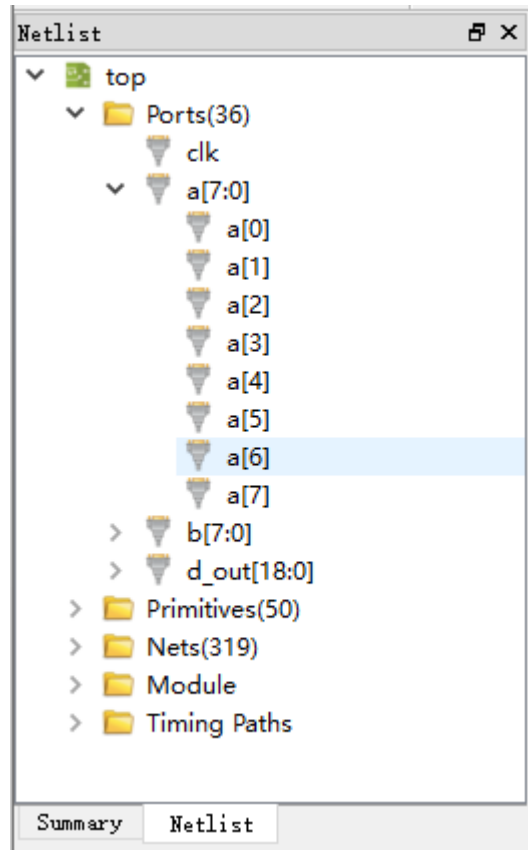 Netlist
top
Ports(36)
clk
a[7:0]
a[0]
a[1]
a[2]
a[3]
a[4]
a[5]
a[6]
a[7]
b[7:0]
d_out[18:0]
Primitives(50)
Nets(319)
Module
Timing Paths
Summary Netlist